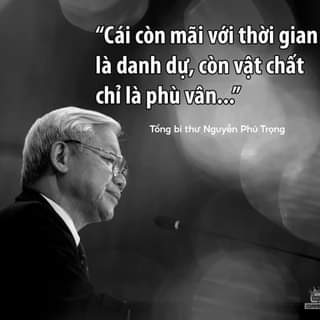 “Cái còn mãi với thời gian
là danh dự, còn vật chất
chỉ là phù vân...”
Tổng bí thư Nguyễn Phú Trọng